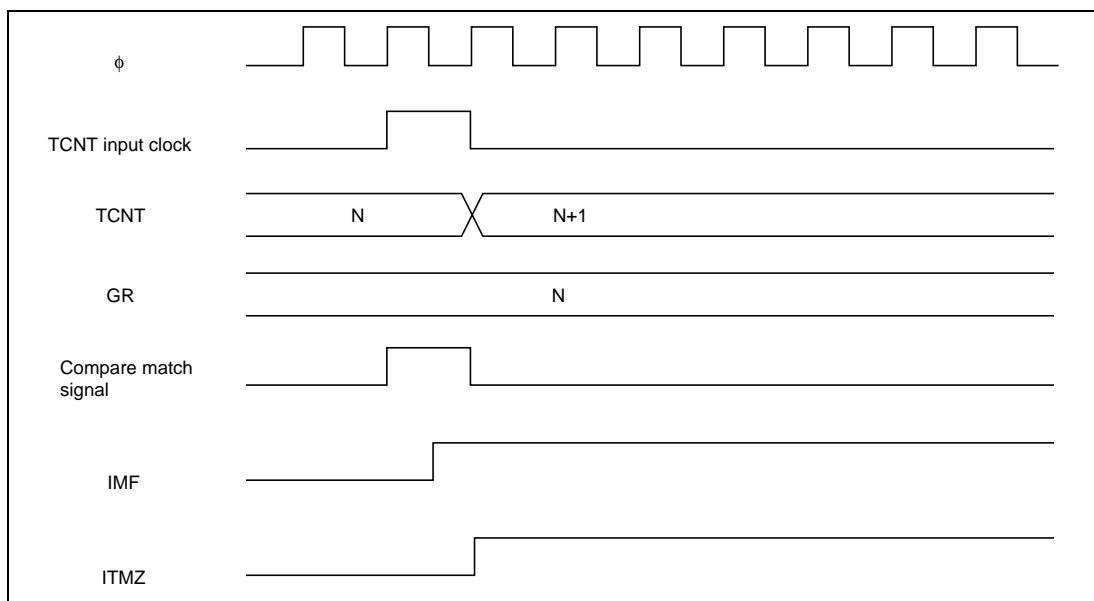 ϕ
TCNT input clock
TCNT
N
N+1
GR
N
Compare match
signal
IMF
ITMZ